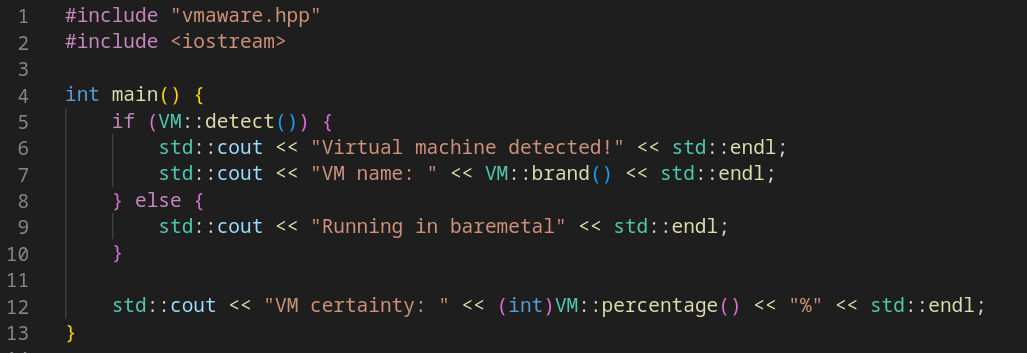 1 #include "vmaware.hpp"
2 #include <iostream>
3
4 int main() {
5     if (VM::detect()) {
6         std::cout << "Virtual machine detected!" << std::endl;
7         std::cout << "VM name: " << VM::brand() << std::endl;
8     } else {
9         std::cout << "Running in baremetal" << std::endl;
10     }
11
12     std::cout << "VM certainty: " << (int)VM::percentage() << "%" << std::endl;
13 }